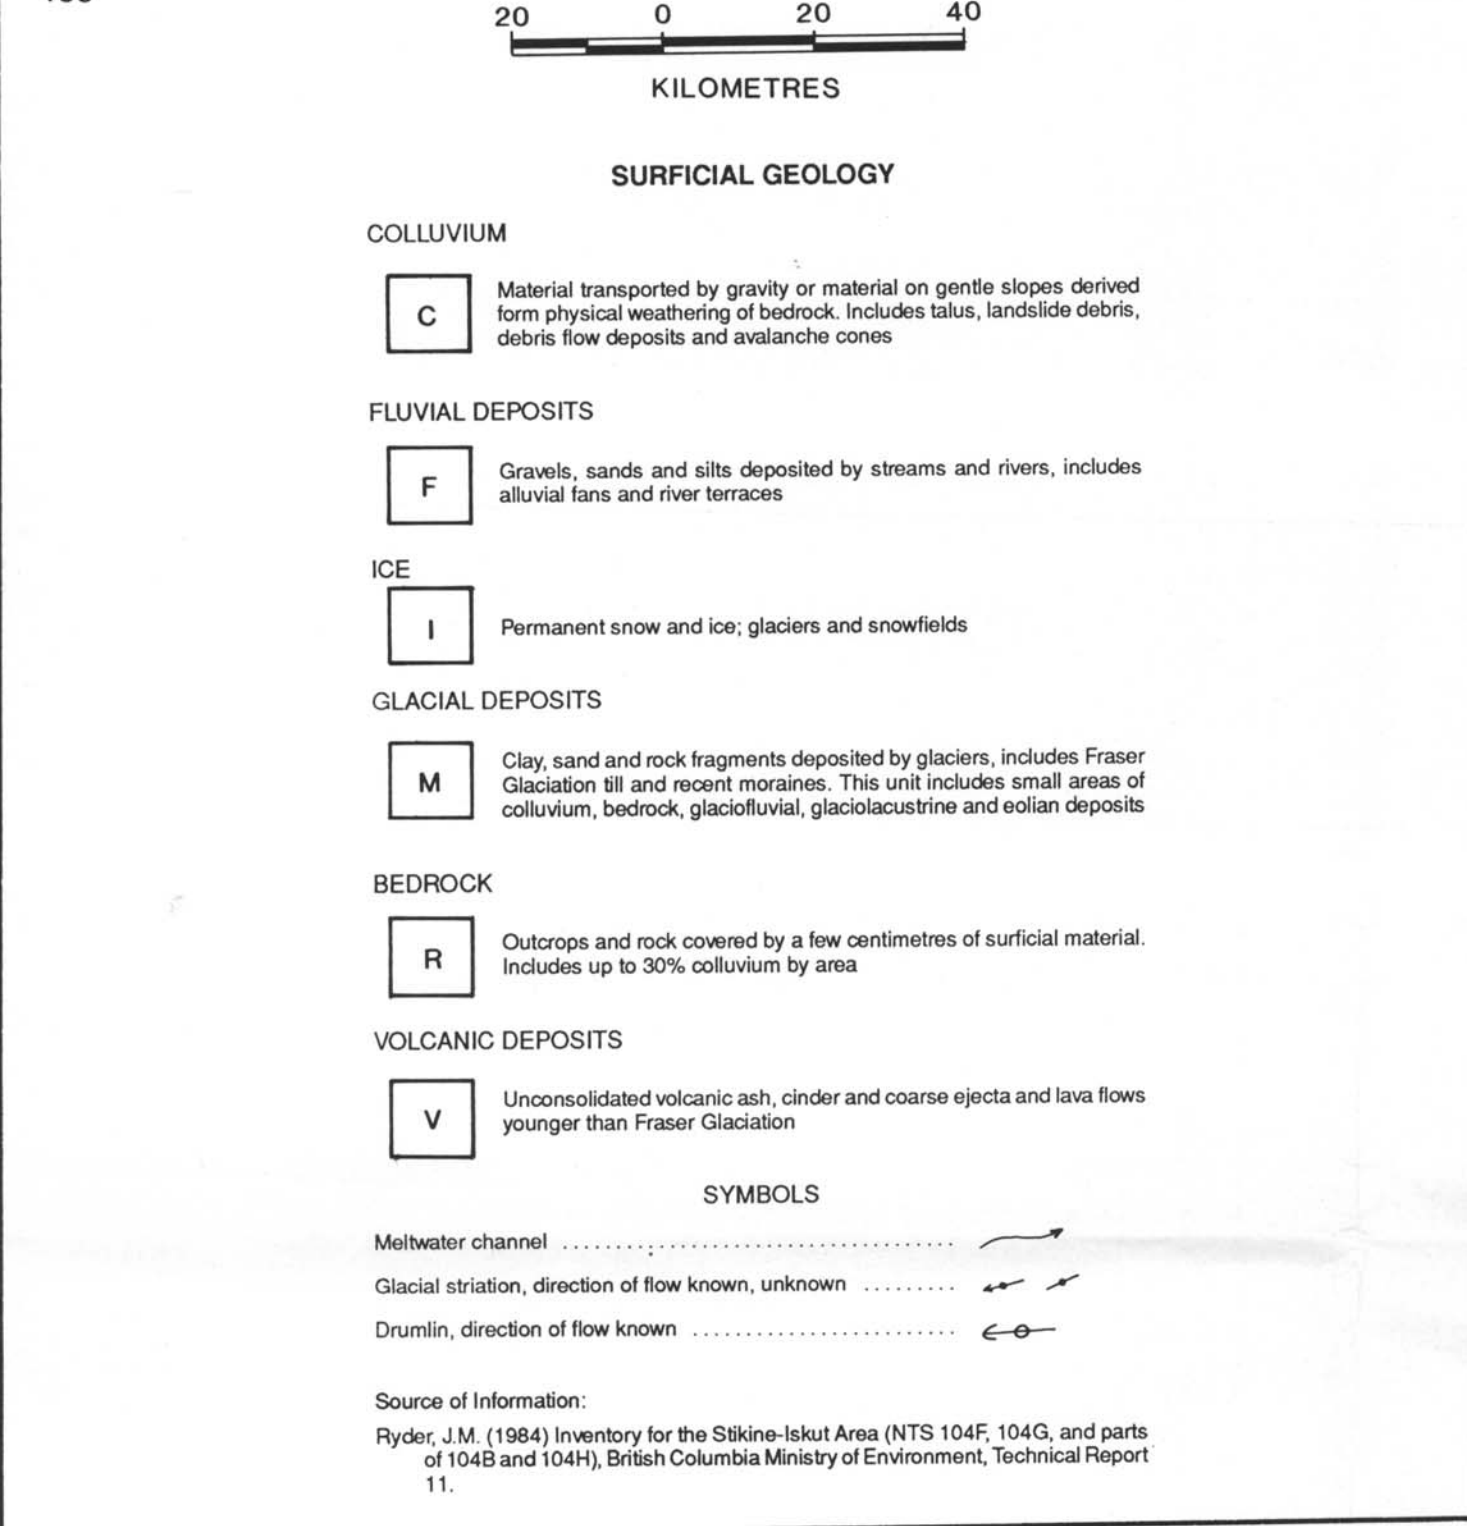 20 0 20 40
KILOMETRES
SURFICIAL GEOLOGY
COLLUVIUM
C
Material transported by gravity or material on gentle slopes derived
form physical weathering of bedrock. Includes talus, landslide debris,
debris flow deposits and avalanche cones
FLUVIAL DEPOSITS
F
Gravels, sands and silts deposited by streams and rivers, includes
alluvial fans and river terraces
ICE
I
Permanent snow and ice; glaciers and snowfields
GLACIAL DEPOSITS
M
Clay, sand and rock fragments deposited by glaciers, includes Fraser
Glaciation till and recent moraines. This unit includes small areas of
colluvium, bedrock, glaciofluvial, glaciolacustrine and eolian deposits
BEDROCK
R
Outcrops and rock covered by a few centimetres of surficial material.
Includes up to 30% colluvium by area
VOLCANIC DEPOSITS
V
Unconsolidated volcanic ash, cinder and coarse ejecta and lava flows
younger than Fraser Glaciation
SYMBOLS
Meltwater channel ......................................
Glacial striation, direction of flow known, unknown .........
Drumlin, direction of flow known .........................
Source of Information:
Ryder, J.M. (1984) Inventory for the Stikine-Iskut Area (NTS 104F, 104G, and parts
of 104B and 104H), British Columbia Ministry of Environment, Technical Report
11.